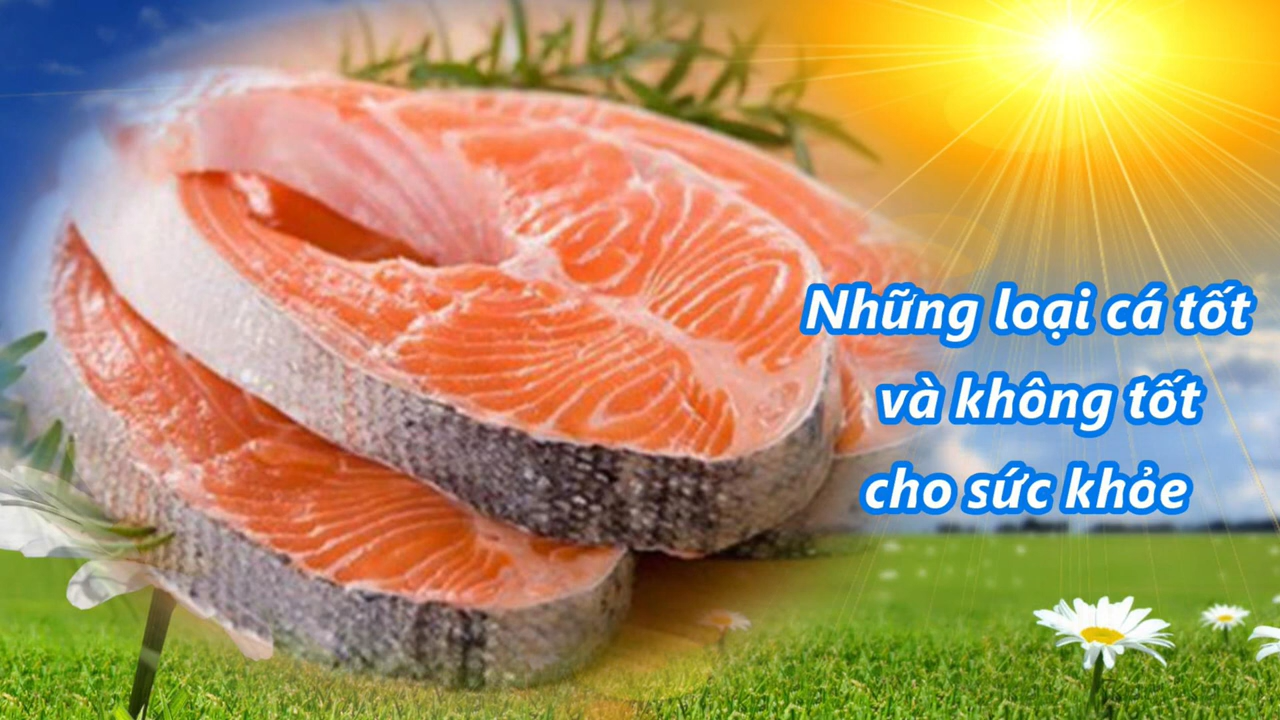 Những loại cá tốt
và không tốt
cho sức khỏe